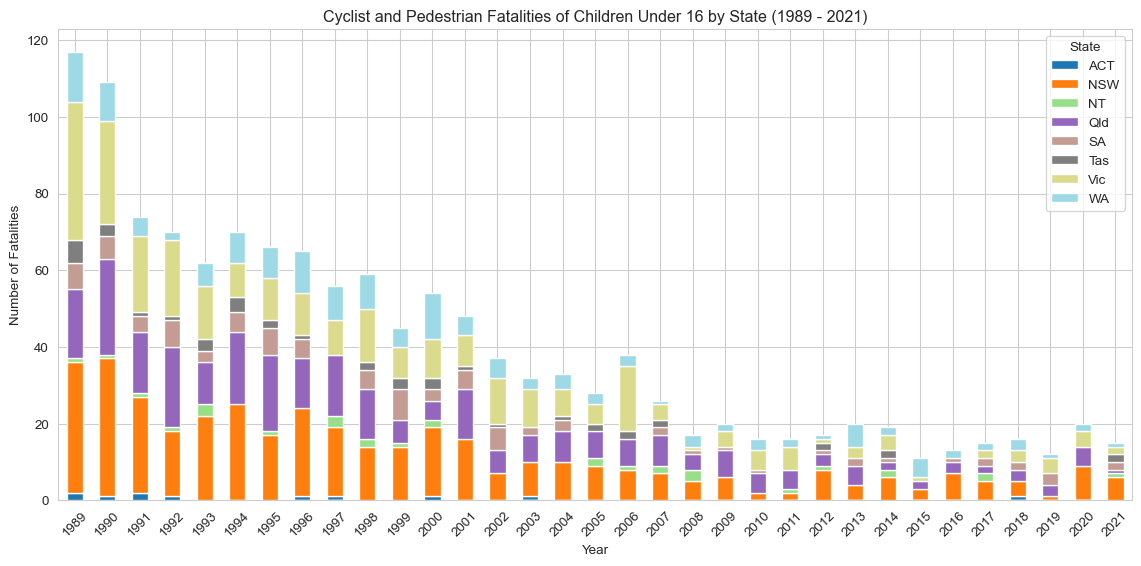 Cyclist and Pedestrian Fatalities of Children Under 16 by State (1989 - 2021)
120
100
80
60
40
20
0
Number of Fatalities
State
ACT
NSW
NT
Qld
SA
Tas
Vic
WA
1989 1990 1991 1992 1993 1994 1995 1996 1997 1998 1999 2000 2001 2002 2003 2004 2005 2006 2007 2008 2009 2010 2011 2012 2013 2014 2015 2016 2017 2018 2019 2020 2021
Year